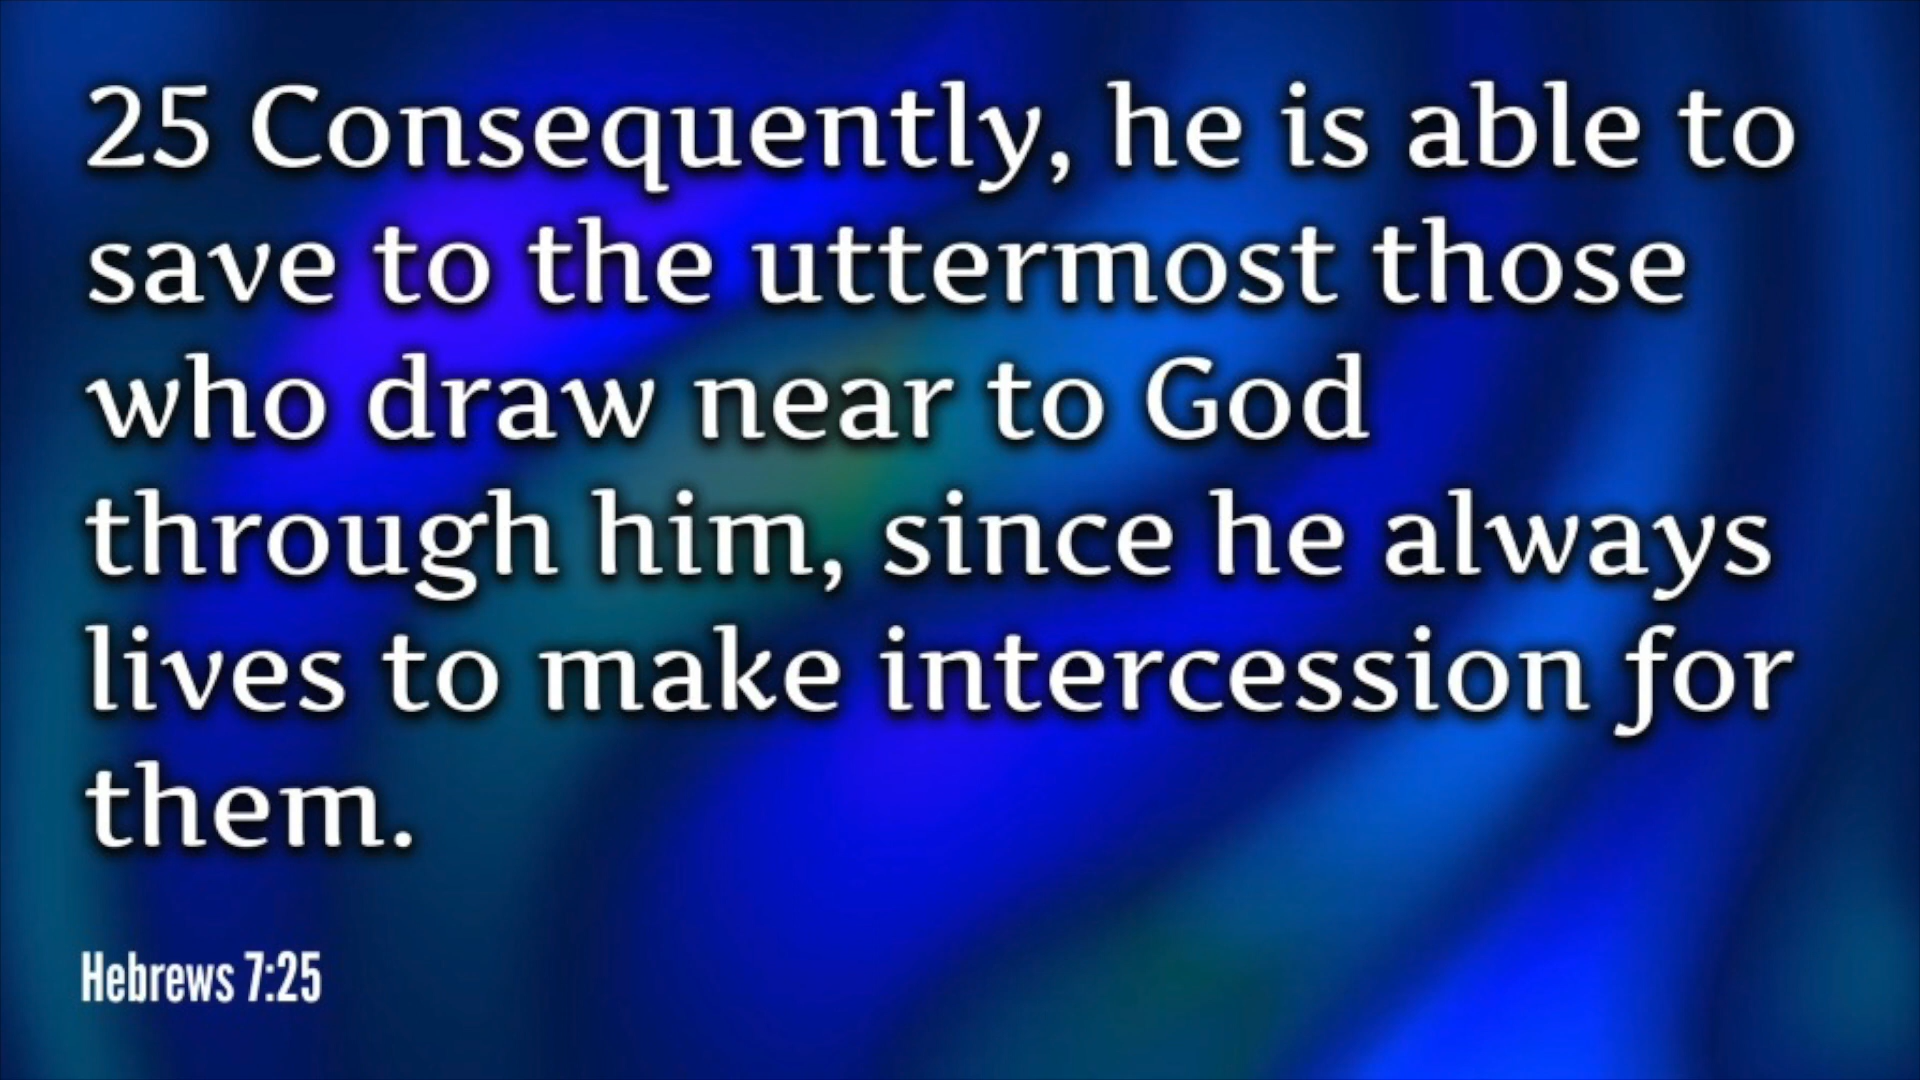 25 Consequently, he is able to
save to the uttermost those
who draw near to God
through him, since he always
lives to make intercession for
them.
Hebrews 7:25